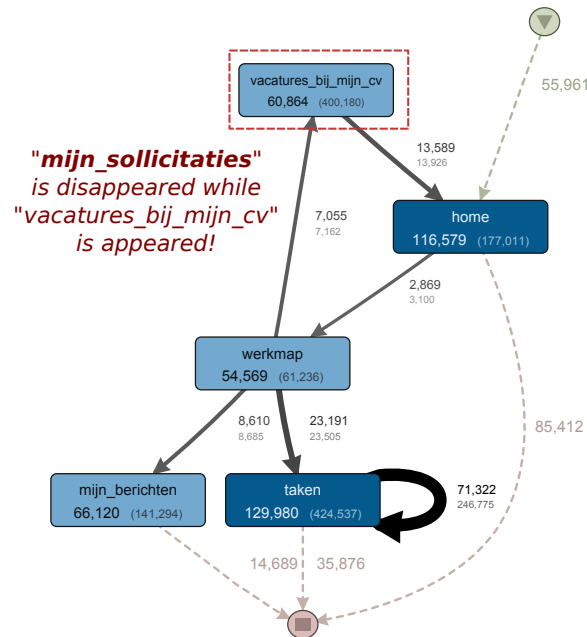 vacatures_bij_mijn_cv
60,864 (400,180)
55,961
13,589
13,926
"mijn_sollicitaties"
is disappeared while
"vacatures_bij_mijn_cv"
is appeared!
7,055
7,162
home
116,579 (177,011)
2,869
3,100
werkmap
54,569 (61,236)
8,610
8,685
23,191
23,505
85,412
mijn_berichten
66,120 (141,294)
taken
129,980 (424,537)
71,322
246,775
14,689
35,876